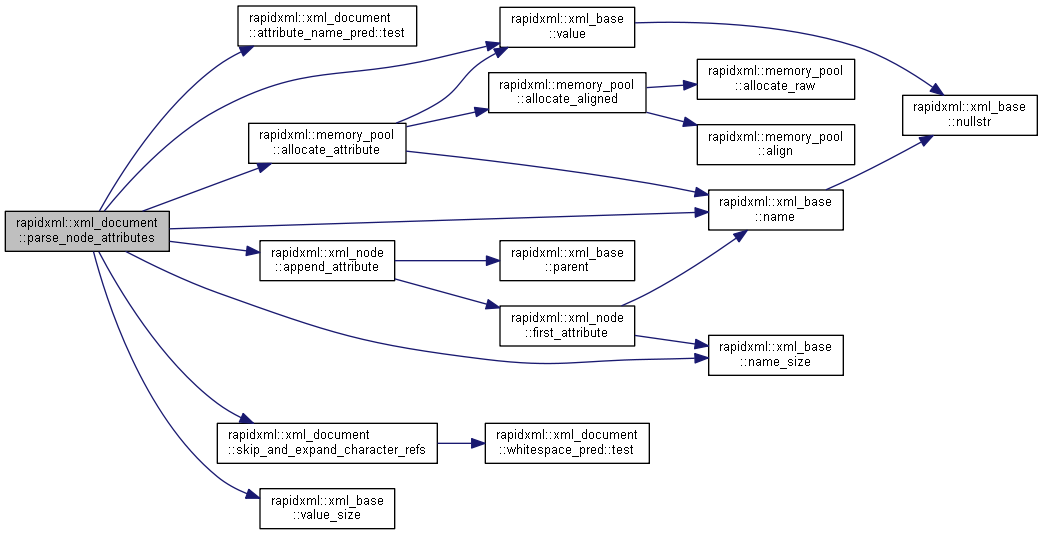 rapidxml::xml_document
::attribute_name_pred::test
rapidxml::xml_base
::value
rapidxml::memory_pool
::allocate_raw
rapidxml::memory_pool
::allocate_aligned
rapidxml::xml_base
::nullstr
rapidxml::memory_pool
::allocate_attribute
rapidxml::memory_pool
::align
rapidxml::xml_base
::name
rapidxml::xml_document
::parse_node_attributes
rapidxml::xml_node
::append_attribute
rapidxml::xml_base
::parent
rapidxml::xml_node
::first_attribute
rapidxml::xml_base
::name_size
rapidxml::xml_document
::skip_and_expand_character_refs
rapidxml::xml_document
::whitespace_pred::test
rapidxml::xml_base
::value_size